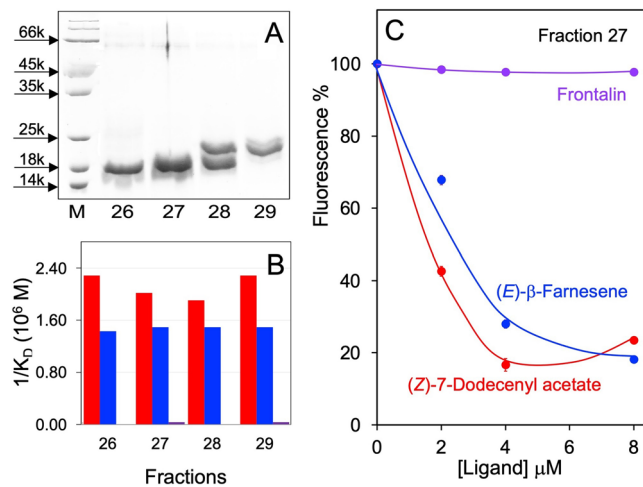 A
66k
45k
35k
25k
18k
14k
M 26 27 28 29
B
2.40
1.60
0.80
0.00
1/K_D (10⁶ M)
26 27 28 29
Fractions
C
Fraction 27
100
80
60
40
20
0
Fluorescence %
Frontalin
(E)-β-Farnesene
(Z)-7-Dodecenyl acetate
0 2 4 6 8
[Ligand] μM